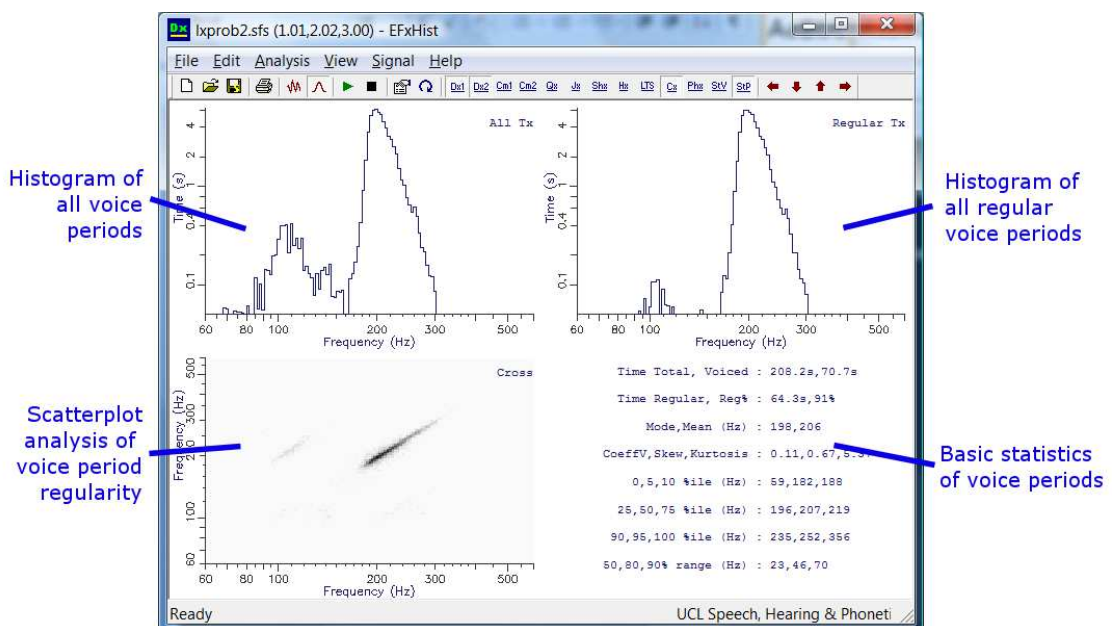 lxprob2.sfs (1.01,2.02,3.00) - EFxHist
File Edit Analysis View Signal Help
Dx1 Dx2 Cm1 Cm2 Qx Jx Shx Hx LTS Cx Phx StV StP
Histogram of
all voice
periods
All Tx
Time (s)
4
2
1
0.4
0.1
60 80 100 200 300 500
Frequency (Hz)
Regular Tx
Time (s)
4
2
1
0.4
0.1
60 80 100 200 300 500
Frequency (Hz)
Histogram of
all regular
voice periods
Scatterplot
analysis of
voice period
regularity
Cross
Frequency (Hz)
500
300
200
100
60
60 80 100 200 300 500
Frequency (Hz)
Time Total, Voiced : 208.2s,70.7s
Time Regular, Reg% : 64.3s,91%
Mode,Mean (Hz) : 198,206
CoeffV,Skew,Kurtosis : 0.11,0.67,5.
0,5,10 %ile (Hz) : 59,182,188
25,50,75 %ile (Hz) : 196,207,219
90,95,100 %ile (Hz) : 235,252,356
50,80,90% range (Hz) : 23,46,70
Basic statistics
of voice periods
Ready
UCL Speech, Hearing & Phoneti